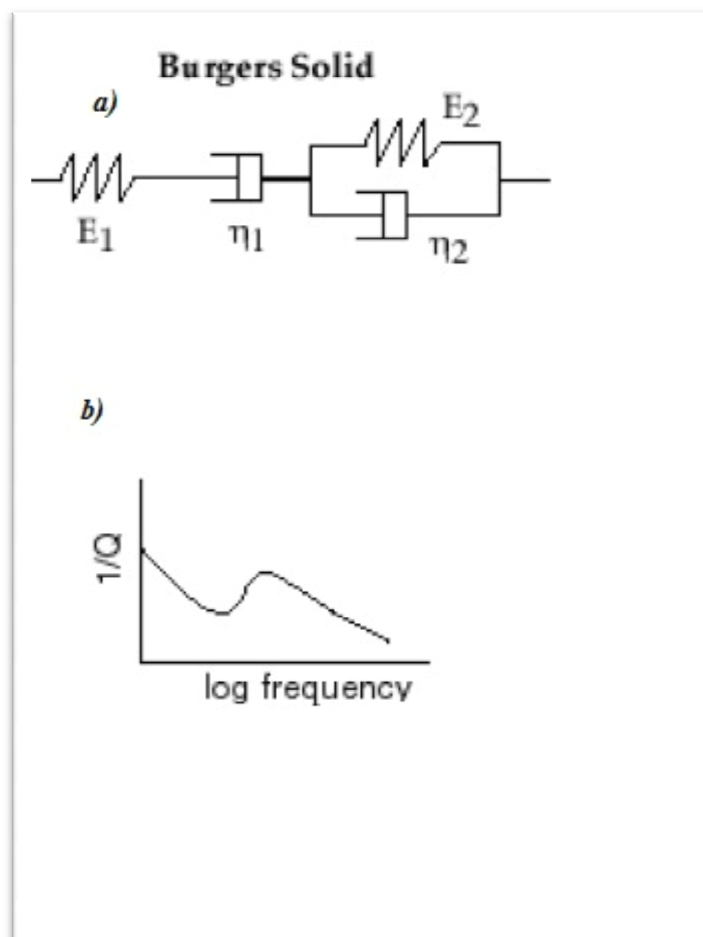 Burgers Solid
a)
E2
E1
η1
η2
b)
1/Q
log frequency